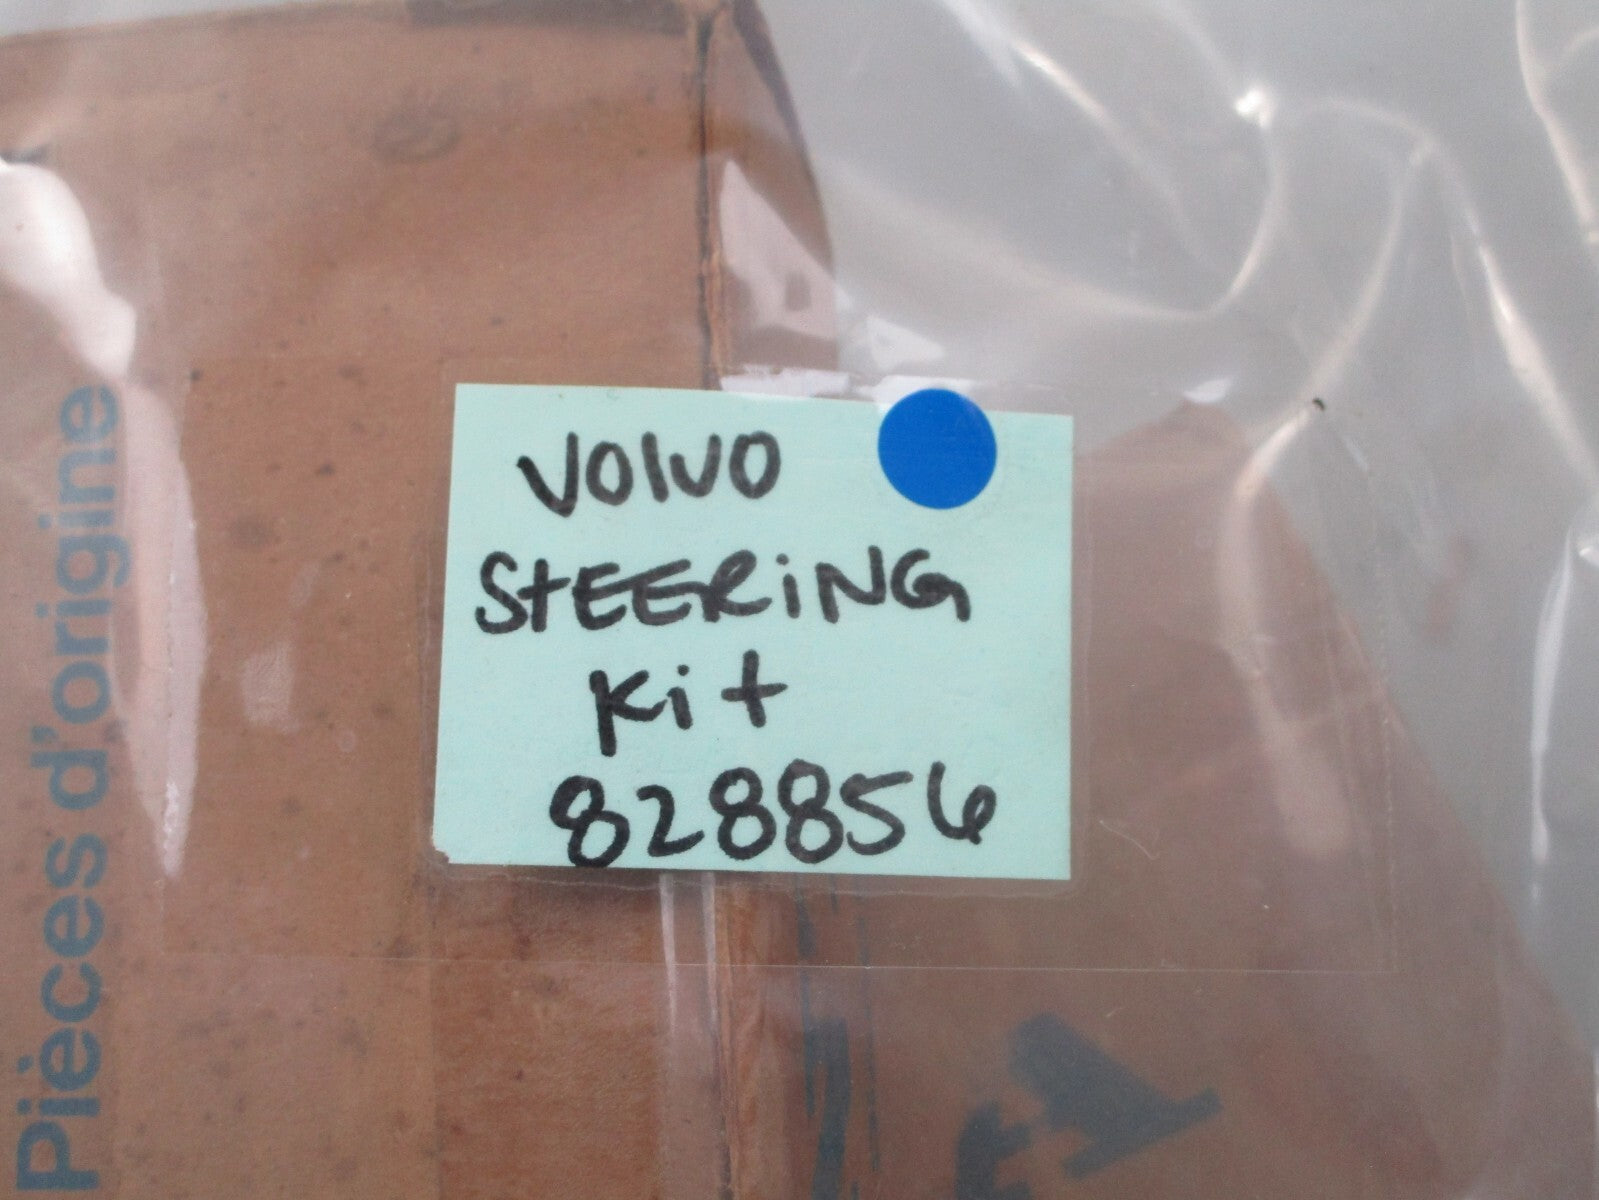 VOLVO
STEERiNG
Kit
828856
Pièces d'origine